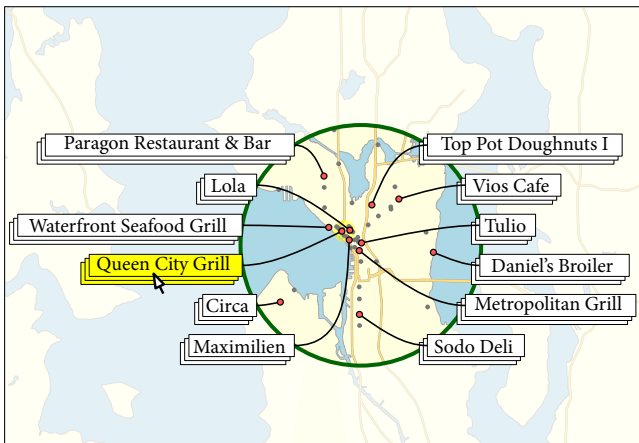 Paragon Restaurant & Bar
Top Pot Doughnuts I
Lola
Vios Cafe
Waterfront Seafood Grill
Tulio
Queen City Grill
Daniel's Broiler
Circa
Metropolitan Grill
Maximilien
Sodo Deli